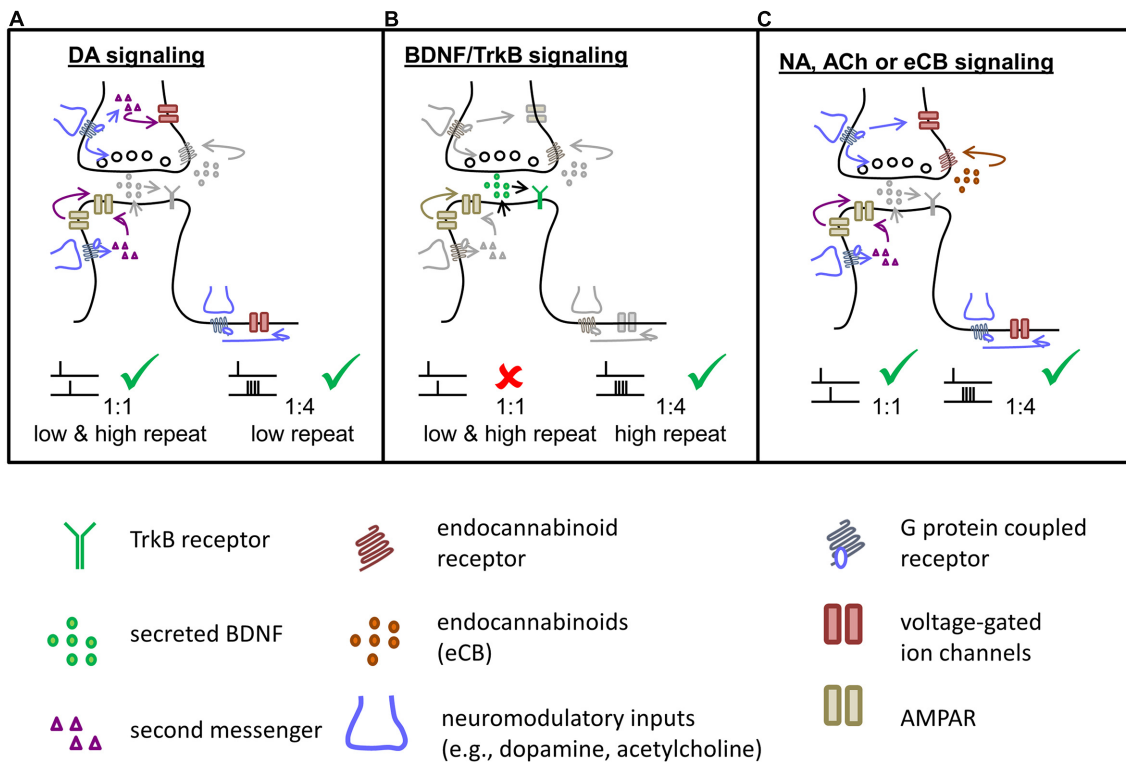 A
B
C
DA signaling
BDNF/TrkB signaling
NA, ACh or eCB signaling
1:1
1:4
low & high repeat
low repeat
1:1
1:4
low & high repeat
high repeat
1:1
1:4
TrkB receptor
endocannabinoid
receptor
G protein coupled
receptor
secreted BDNF
endocannabinoids
(eCB)
voltage-gated
ion channels
second messenger
neuromodulatory inputs
(e.g., dopamine, acetylcholine)
AMPAR